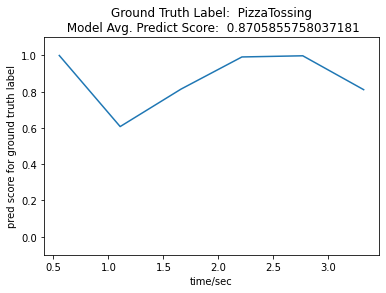 Ground Truth Label:  PizzaTossing
Model Avg. Predict Score:  0.8705855758037181
pred score for ground truth label
1.0
0.8
0.6
0.4
0.2
0.0
0.5 1.0 1.5 2.0 2.5 3.0
time/sec